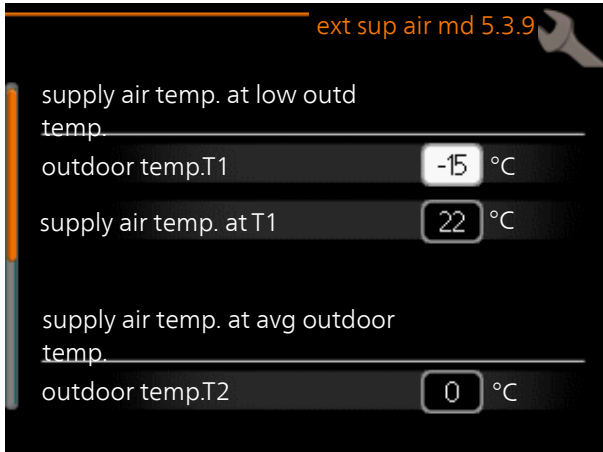 ext sup air md 5.3.9
supply air temp. at low outd
temp.
outdoor temp.T1 -15 °C
supply air temp. at T1 22 °C
supply air temp. at avg outdoor
temp.
outdoor temp.T2 0 °C